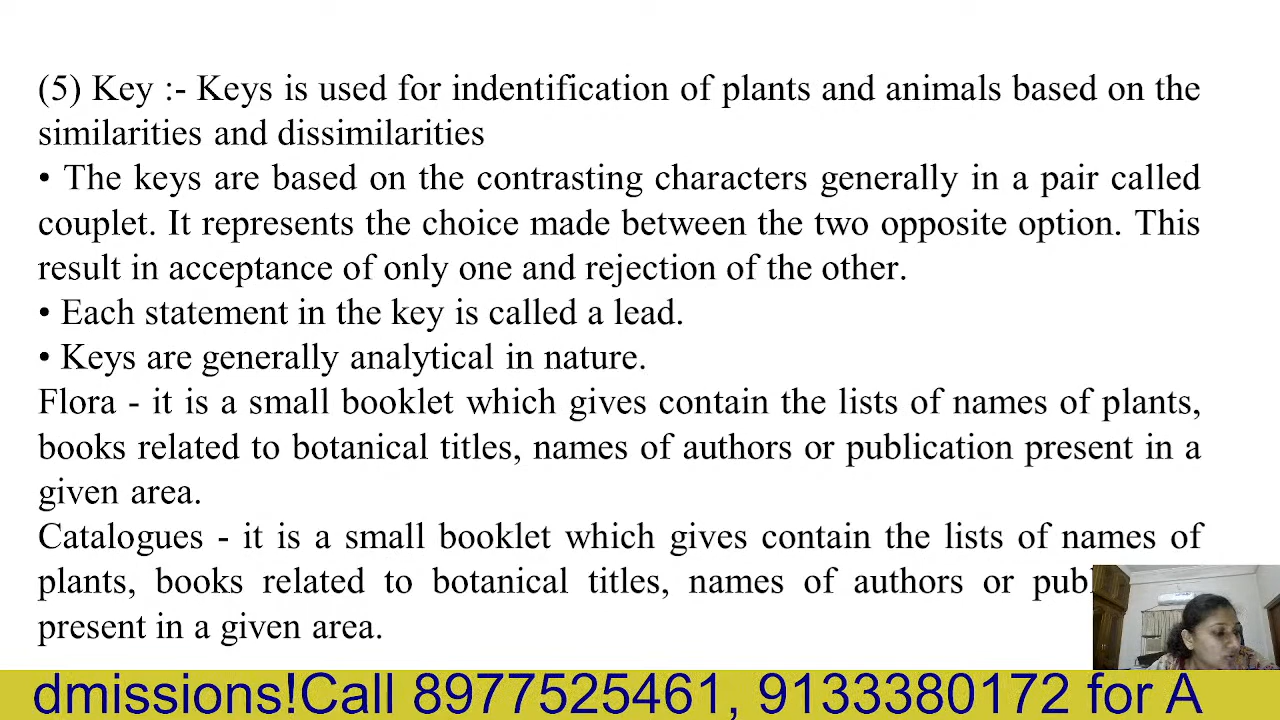 (5) Key :- Keys is used for indentification of plants and animals based on the
similarities and dissimilarities
• The keys are based on the contrasting characters generally in a pair called
couplet. It represents the choice made between the two opposite option. This
result in acceptance of only one and rejection of the other.
• Each statement in the key is called a lead.
• Keys are generally analytical in nature.
Flora - it is a small booklet which gives contain the lists of names of plants,
books related to botanical titles, names of authors or publication present in a
given area.
Catalogues - it is a small booklet which gives contain the lists of names of
plants, books related to botanical titles, names of authors or
present in a given area.
dmissions!Call 8977525461, 9133380172 for A